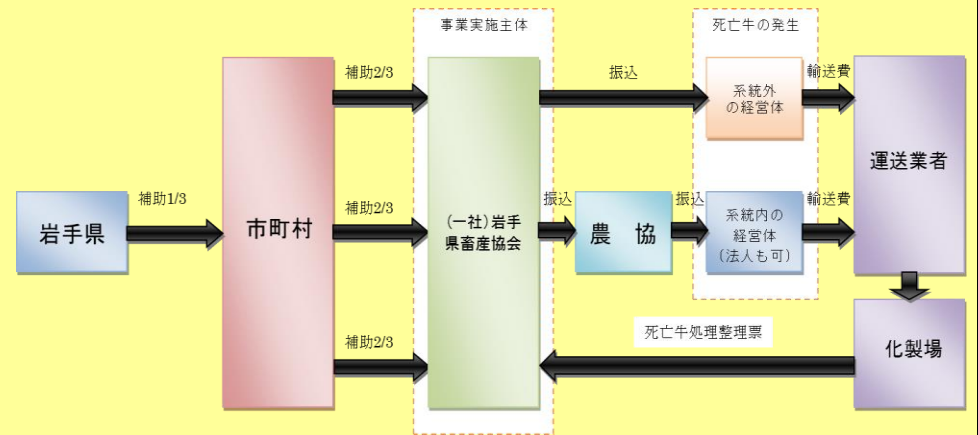 事業実施主体
死亡牛の発生
補助2/3
振込
輸送費
系統外
の経営体
運送業者
岩手県
補助1/3
市町村
補助2/3
(一社)岩手
県畜産協会
振込
農　協
振込
系統内の
経営体
(法人も可)
輸送費
補助2/3
死亡牛処理整理票
化製場